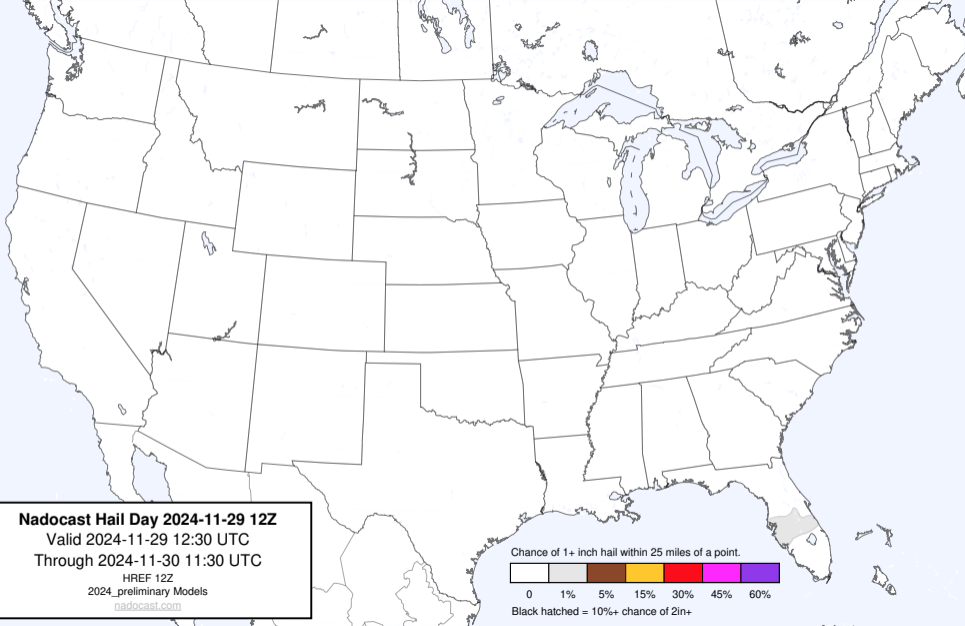 Nadocast Hail Day 2024-11-29 12Z
Valid 2024-11-29 12:30 UTC
Through 2024-11-30 11:30 UTC
HREF 12Z
2024_preliminary Models
nadocast.com
Chance of 1+ inch hail within 25 miles of a point.
0 1% 5% 15% 30% 45% 60%
Black hatched = 10%+ chance of 2in+